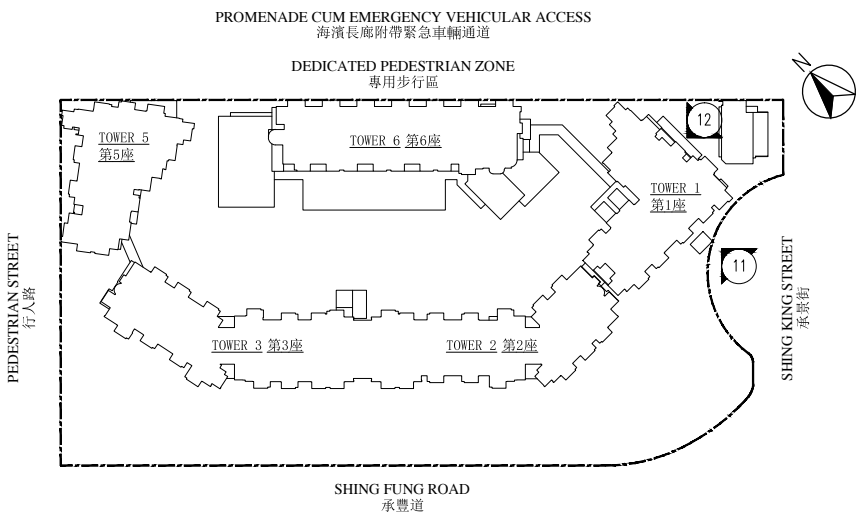 PROMENADE CUM EMERGENCY VEHICULAR ACCESS
海濱長廊附帶緊急車輛通道
DEDICATED PEDESTRIAN ZONE
專用步行區
N
12
TOWER 5
第5座
TOWER 6 第6座
TOWER 1
第1座
11
PEDESTRIAN STREET
行人路
SHING KING STREET
承景街
TOWER 3 第3座
TOWER 2 第2座
SHING FUNG ROAD
承豐道